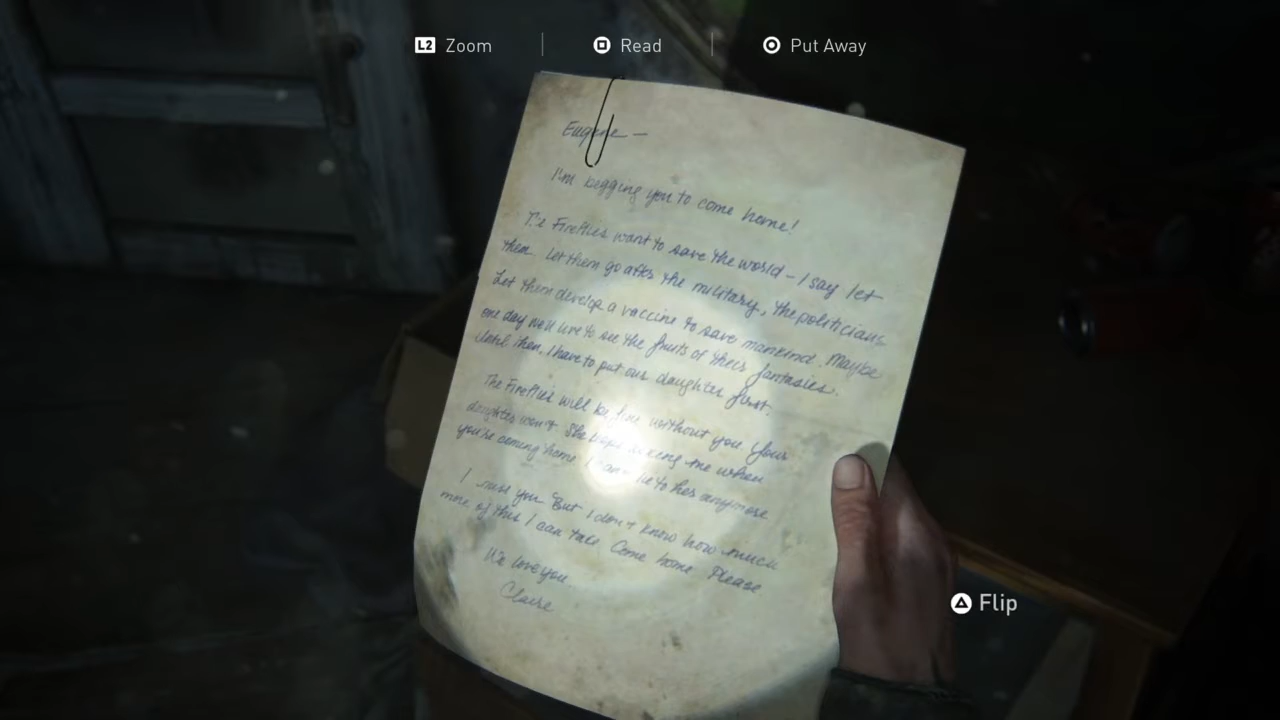 L2 Zoom | Read | Put Away
Eugene —
I'm begging you to come home!
The Fireflies want to save the world – I say let
them. Let them go after the military, the politicians
Let them develop a vaccine to save mankind. Maybe
one day we'll live to see the fruits of their fantasies.
Until then, I have to put our daughter first.
The Fireflies will be fine without you. Your
daughter won't. She keeps asking me when
you're coming home. I can't lie to her anymore
I miss you. But I don't know how much
more of this I can take. Come home. Please
We love you.
Claire
Flip